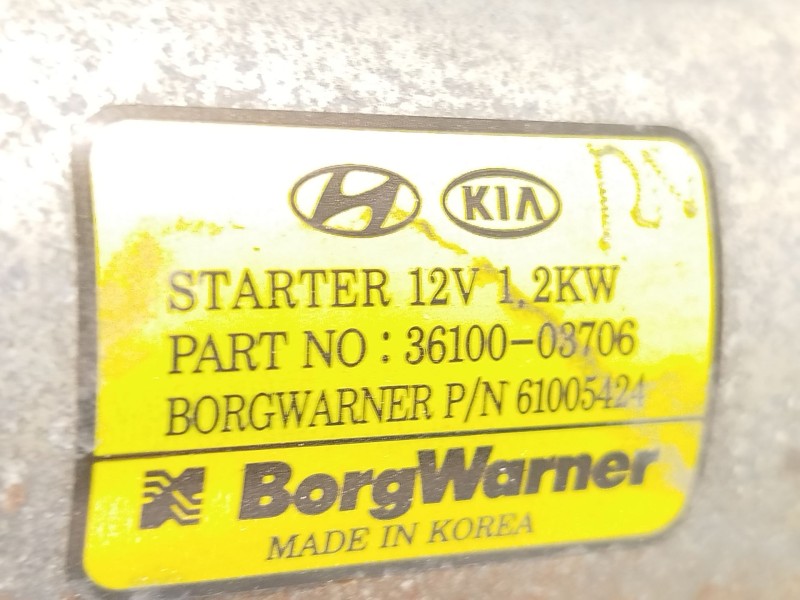 KIA
STARTER 12V 1.2KW
PART NO : 36100-03706
BORGWARNER P/N 61005424
BorgWarner
MADE IN KOREA